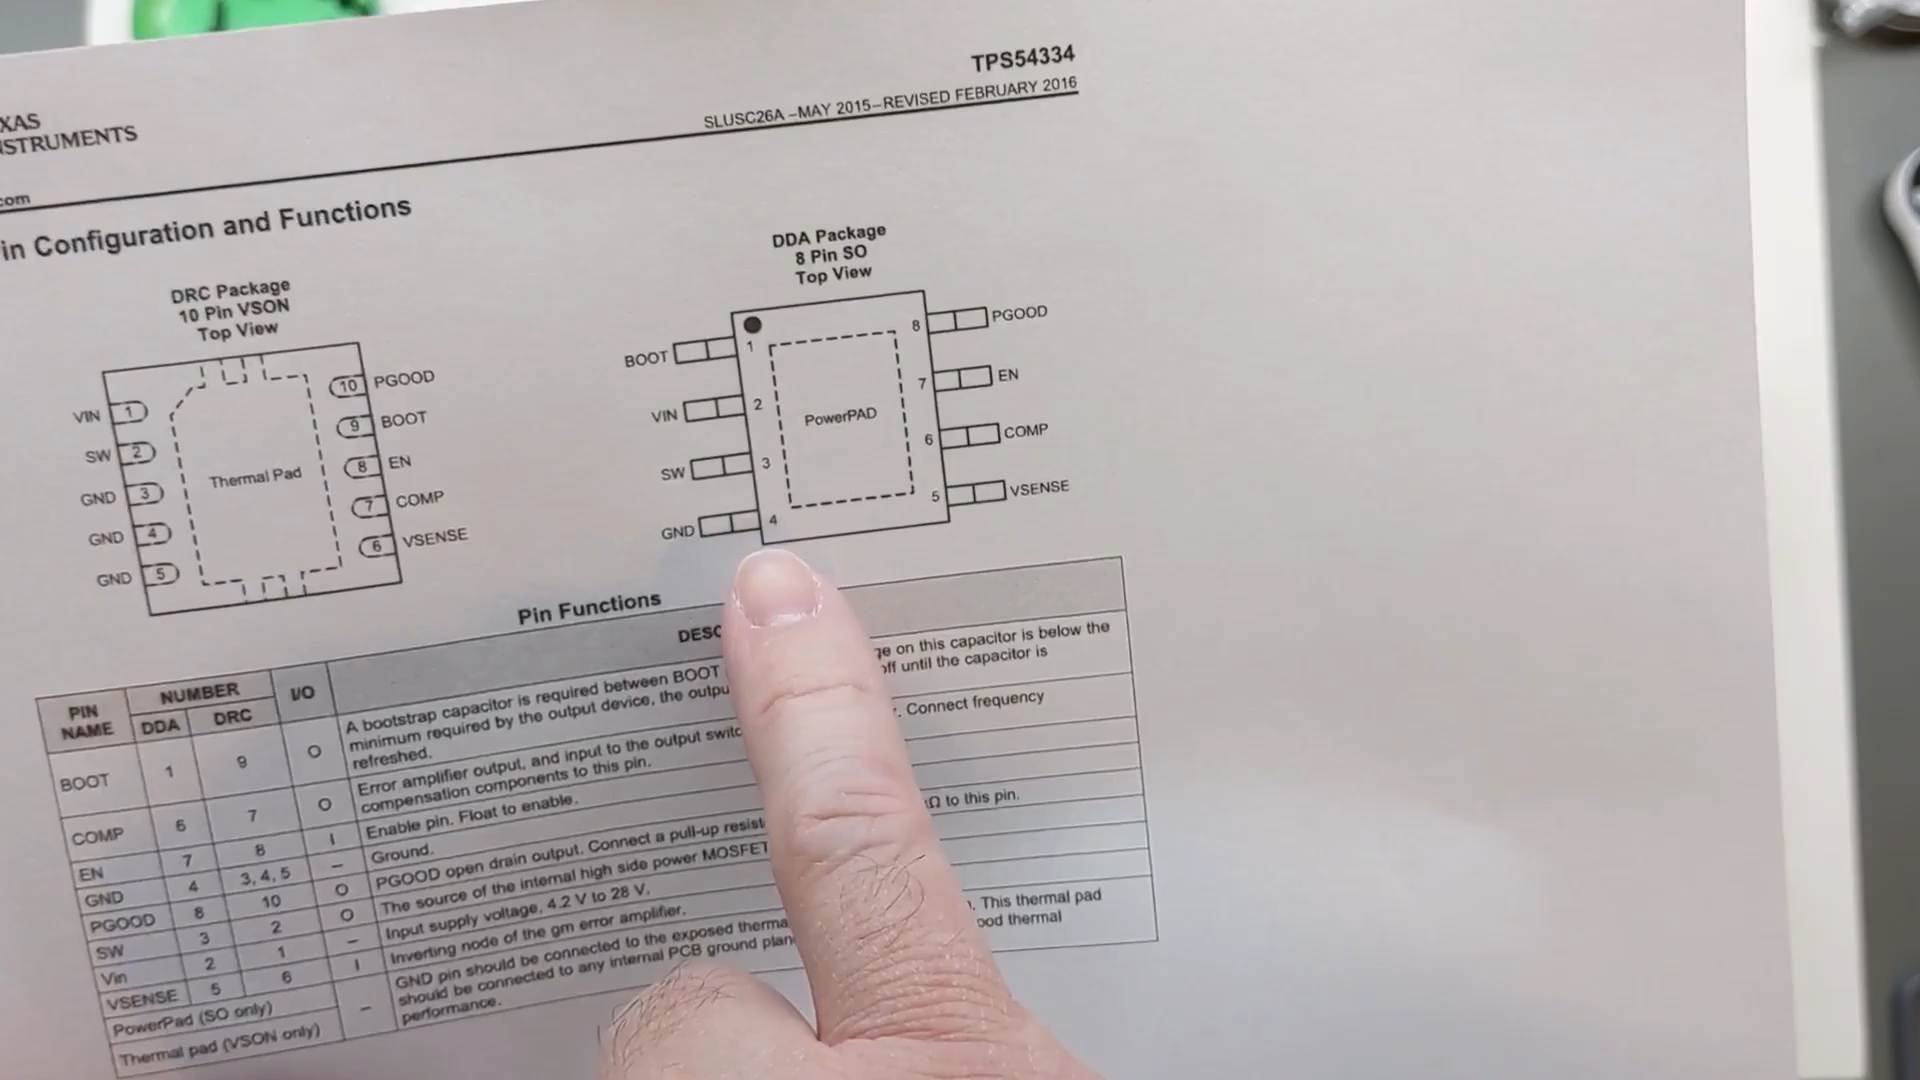 TPS54334
XAS
NSTRUMENTS
SLUSC26A –MAY 2015–REVISED FEBRUARY 2016
com
in Configuration and Functions
DRC Package
10 Pin VSON
Top View
VIN 1
SW 2
GND 3
GND 4
GND 5
10 PGOOD
9 BOOT
8 EN
7 COMP
6 VSENSE
Thermal Pad
DDA Package
8 Pin SO
Top View
BOOT 1
VIN 2
SW 3
GND 4
8 PGOOD
7 EN
6 COMP
5 VSENSE
PowerPAD
Pin Functions
PIN NAME NUMBER I/O DESC
DDA DRC
BOOT 1 9 O A bootstrap capacitor is required between BOOT ge on this capacitor is below the
minimum required by the output device, the outpu off until the capacitor is
refreshed.
COMP 6 7 O Error amplifier output, and input to the output switc . Connect frequency
compensation components to this pin.
EN 7 8 I Enable pin. Float to enable.
GND 4 3, 4, 5 – Ground.
PGOOD 8 10 O PGOOD open drain output. Connect a pull-up resist Ω to this pin.
SW 3 2 O The source of the internal high side power MOSFET
Vin 2 1 – Input supply voltage, 4.2 V to 28 V.
VSENSE 5 6 I Inverting node of the gm error amplifier.
PowerPad (SO only) – GND pin should be connected to the exposed therma . This thermal pad
should be connected to any internal PCB ground plan ood thermal
Thermal pad (VSON only) performance.